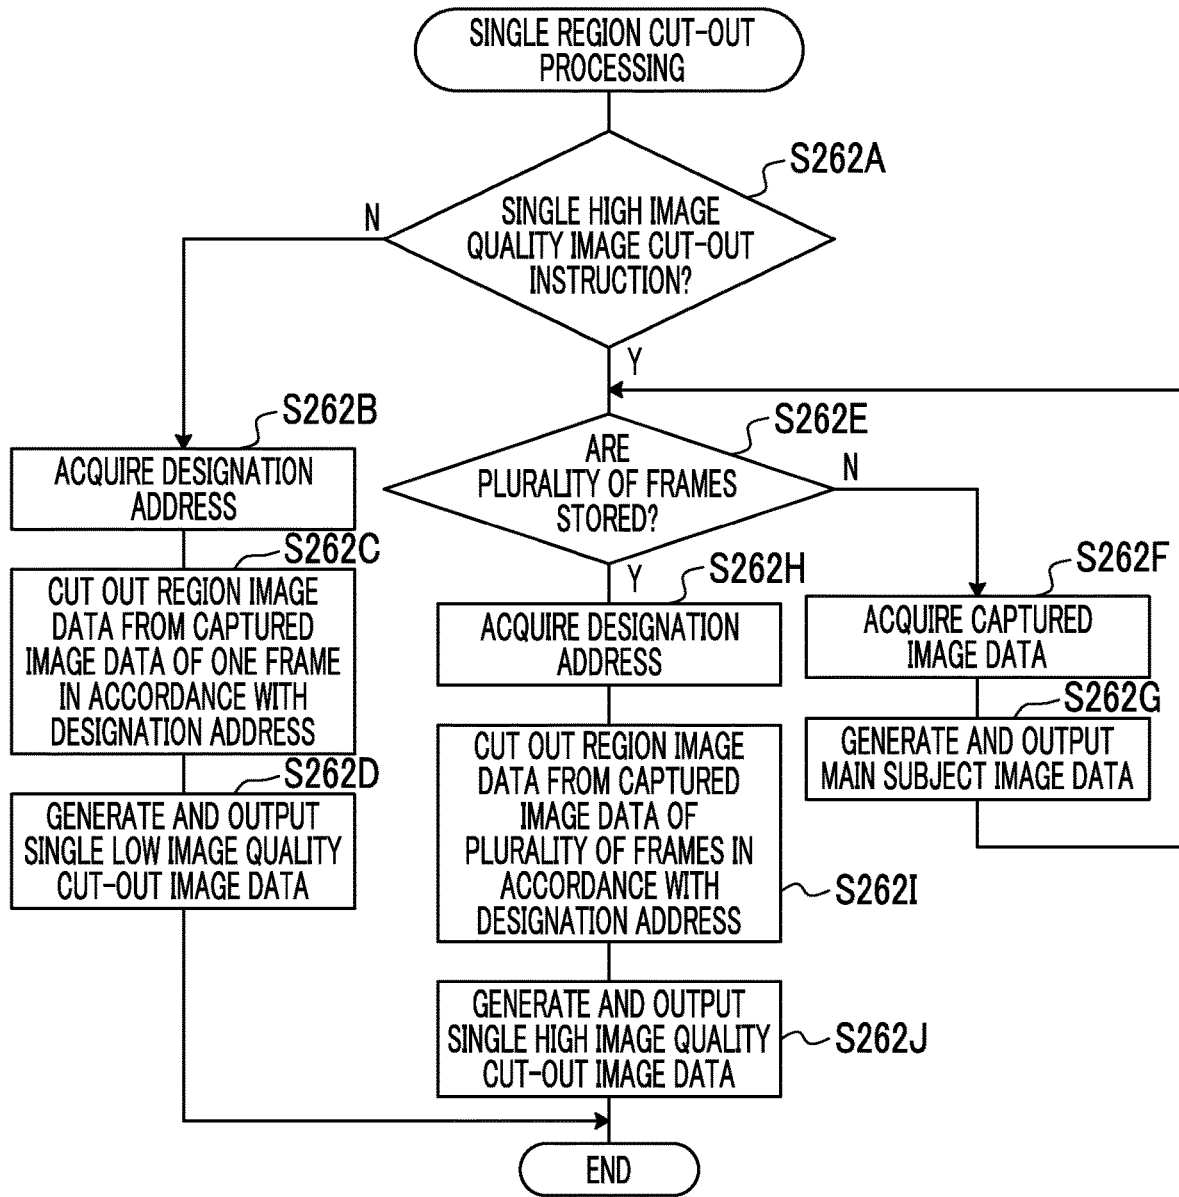 SINGLE REGION CUT-OUT
PROCESSING
S262A
SINGLE HIGH IMAGE
QUALITY IMAGE CUT-OUT
INSTRUCTION?
N
Y
S262B
ACQUIRE DESIGNATION
ADDRESS
S262C
CUT OUT REGION IMAGE
DATA FROM CAPTURED
IMAGE DATA OF ONE FRAME
IN ACCORDANCE WITH
DESIGNATION ADDRESS
S262D
GENERATE AND OUTPUT
SINGLE LOW IMAGE QUALITY
CUT-OUT IMAGE DATA
S262E
ARE
PLURALITY OF FRAMES
STORED?
N
Y
S262F
ACQUIRE CAPTURED
IMAGE DATA
S262G
GENERATE AND OUTPUT
MAIN SUBJECT IMAGE DATA
S262H
ACQUIRE DESIGNATION
ADDRESS
CUT OUT REGION IMAGE
DATA FROM CAPTURED
IMAGE DATA OF
PLURALITY OF FRAMES IN
ACCORDANCE WITH
DESIGNATION ADDRESS
S262I
GENERATE AND OUTPUT
SINGLE HIGH IMAGE QUALITY
CUT-OUT IMAGE DATA
S262J
END